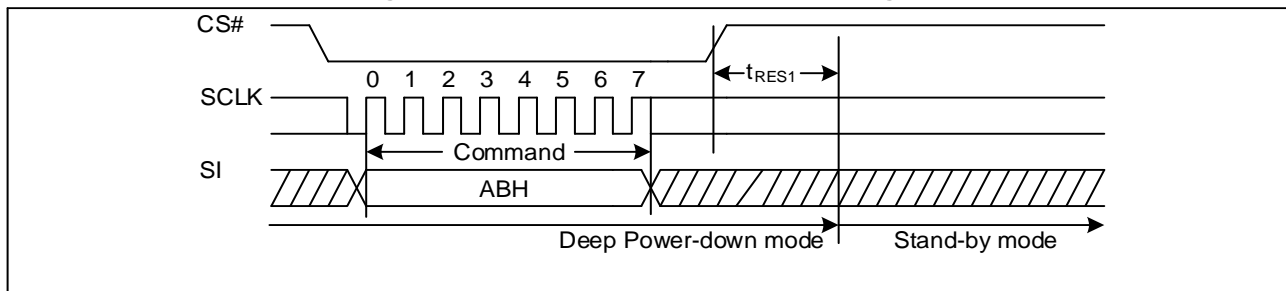 CS#
tRES1
0 1 2 3 4 5 6 7
SCLK
Command
SI
ABH
Deep Power-down mode Stand-by mode